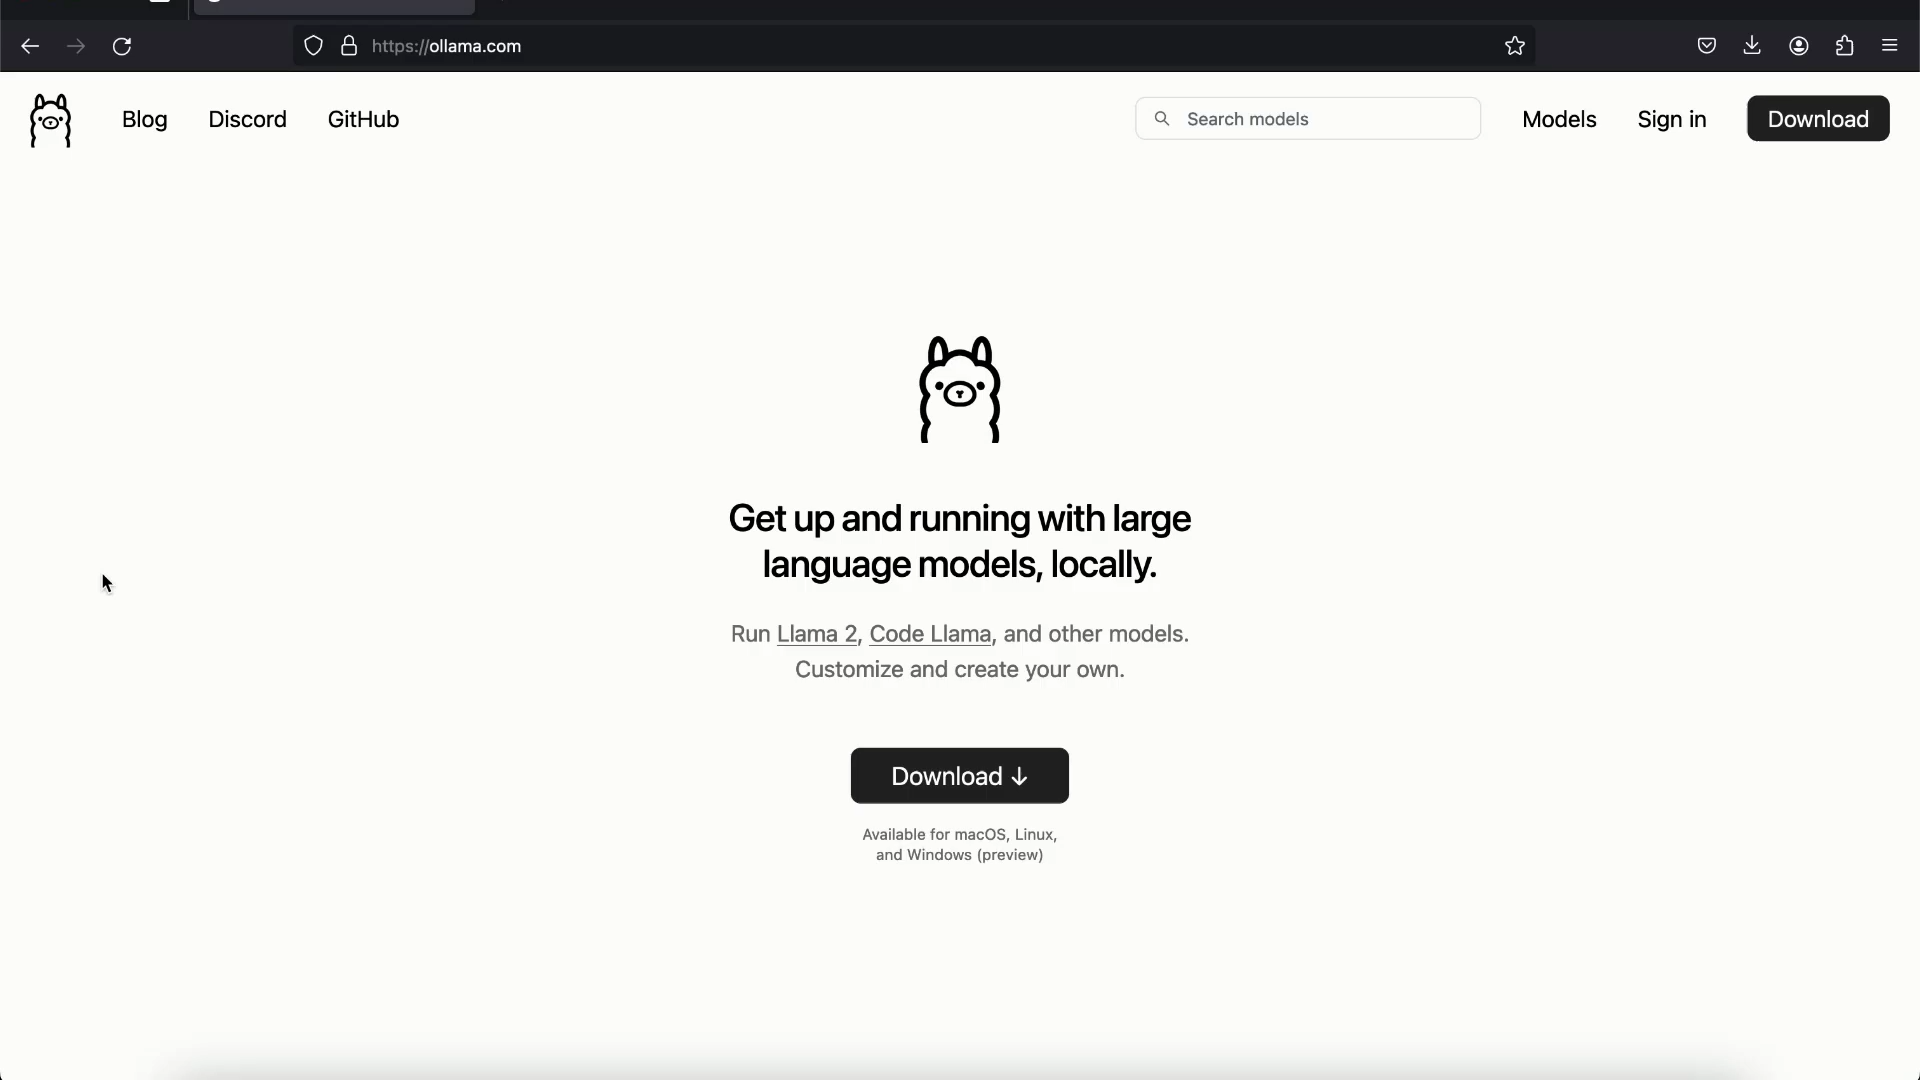 https://ollama.com
Blog Discord GitHub Search models Models Sign in Download
Get up and running with large
language models, locally.
Run Llama 2, Code Llama, and other models.
Customize and create your own.
Download ↓
Available for macOS, Linux,
and Windows (preview)